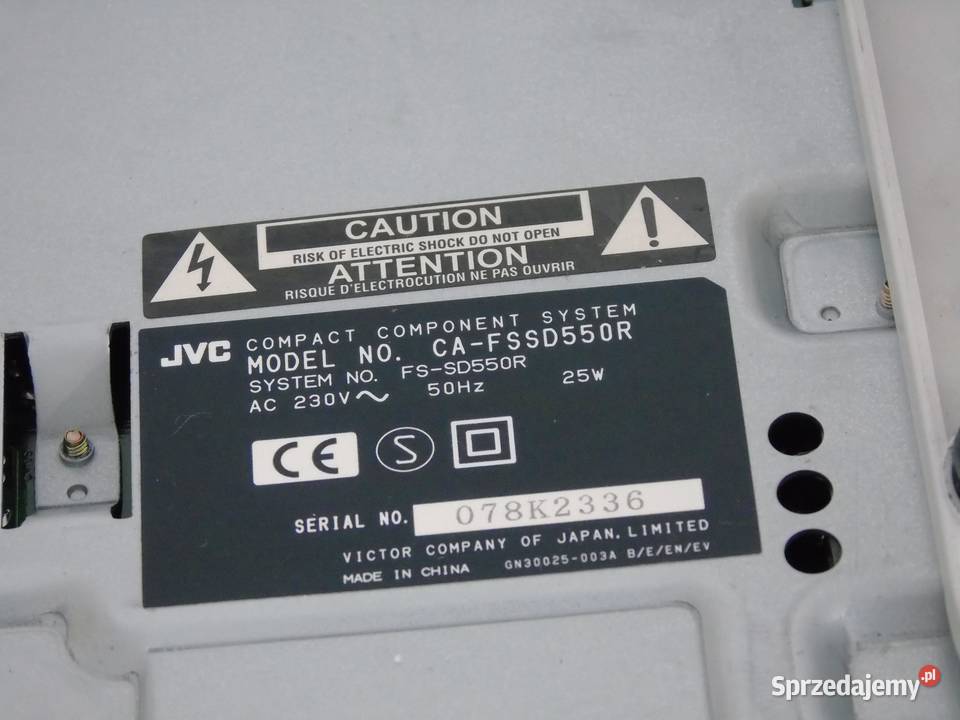 CAUTION
RISK OF ELECTRIC SHOCK DO NOT OPEN
ATTENTION
RISQUE D'ELECTROCUTION NE PAS OUVRIR
JVC COMPACT COMPONENT SYSTEM
MODEL NO. CA-FSSD550R
SYSTEM NO. FS-SD550R
AC 230V~ 50Hz 25W
CE S
SERIAL NO. 078K2336
VICTOR COMPANY OF JAPAN, LIMITED
MADE IN CHINA GN30025-003A B/E/EN/EV
Sprzedajemy.pl